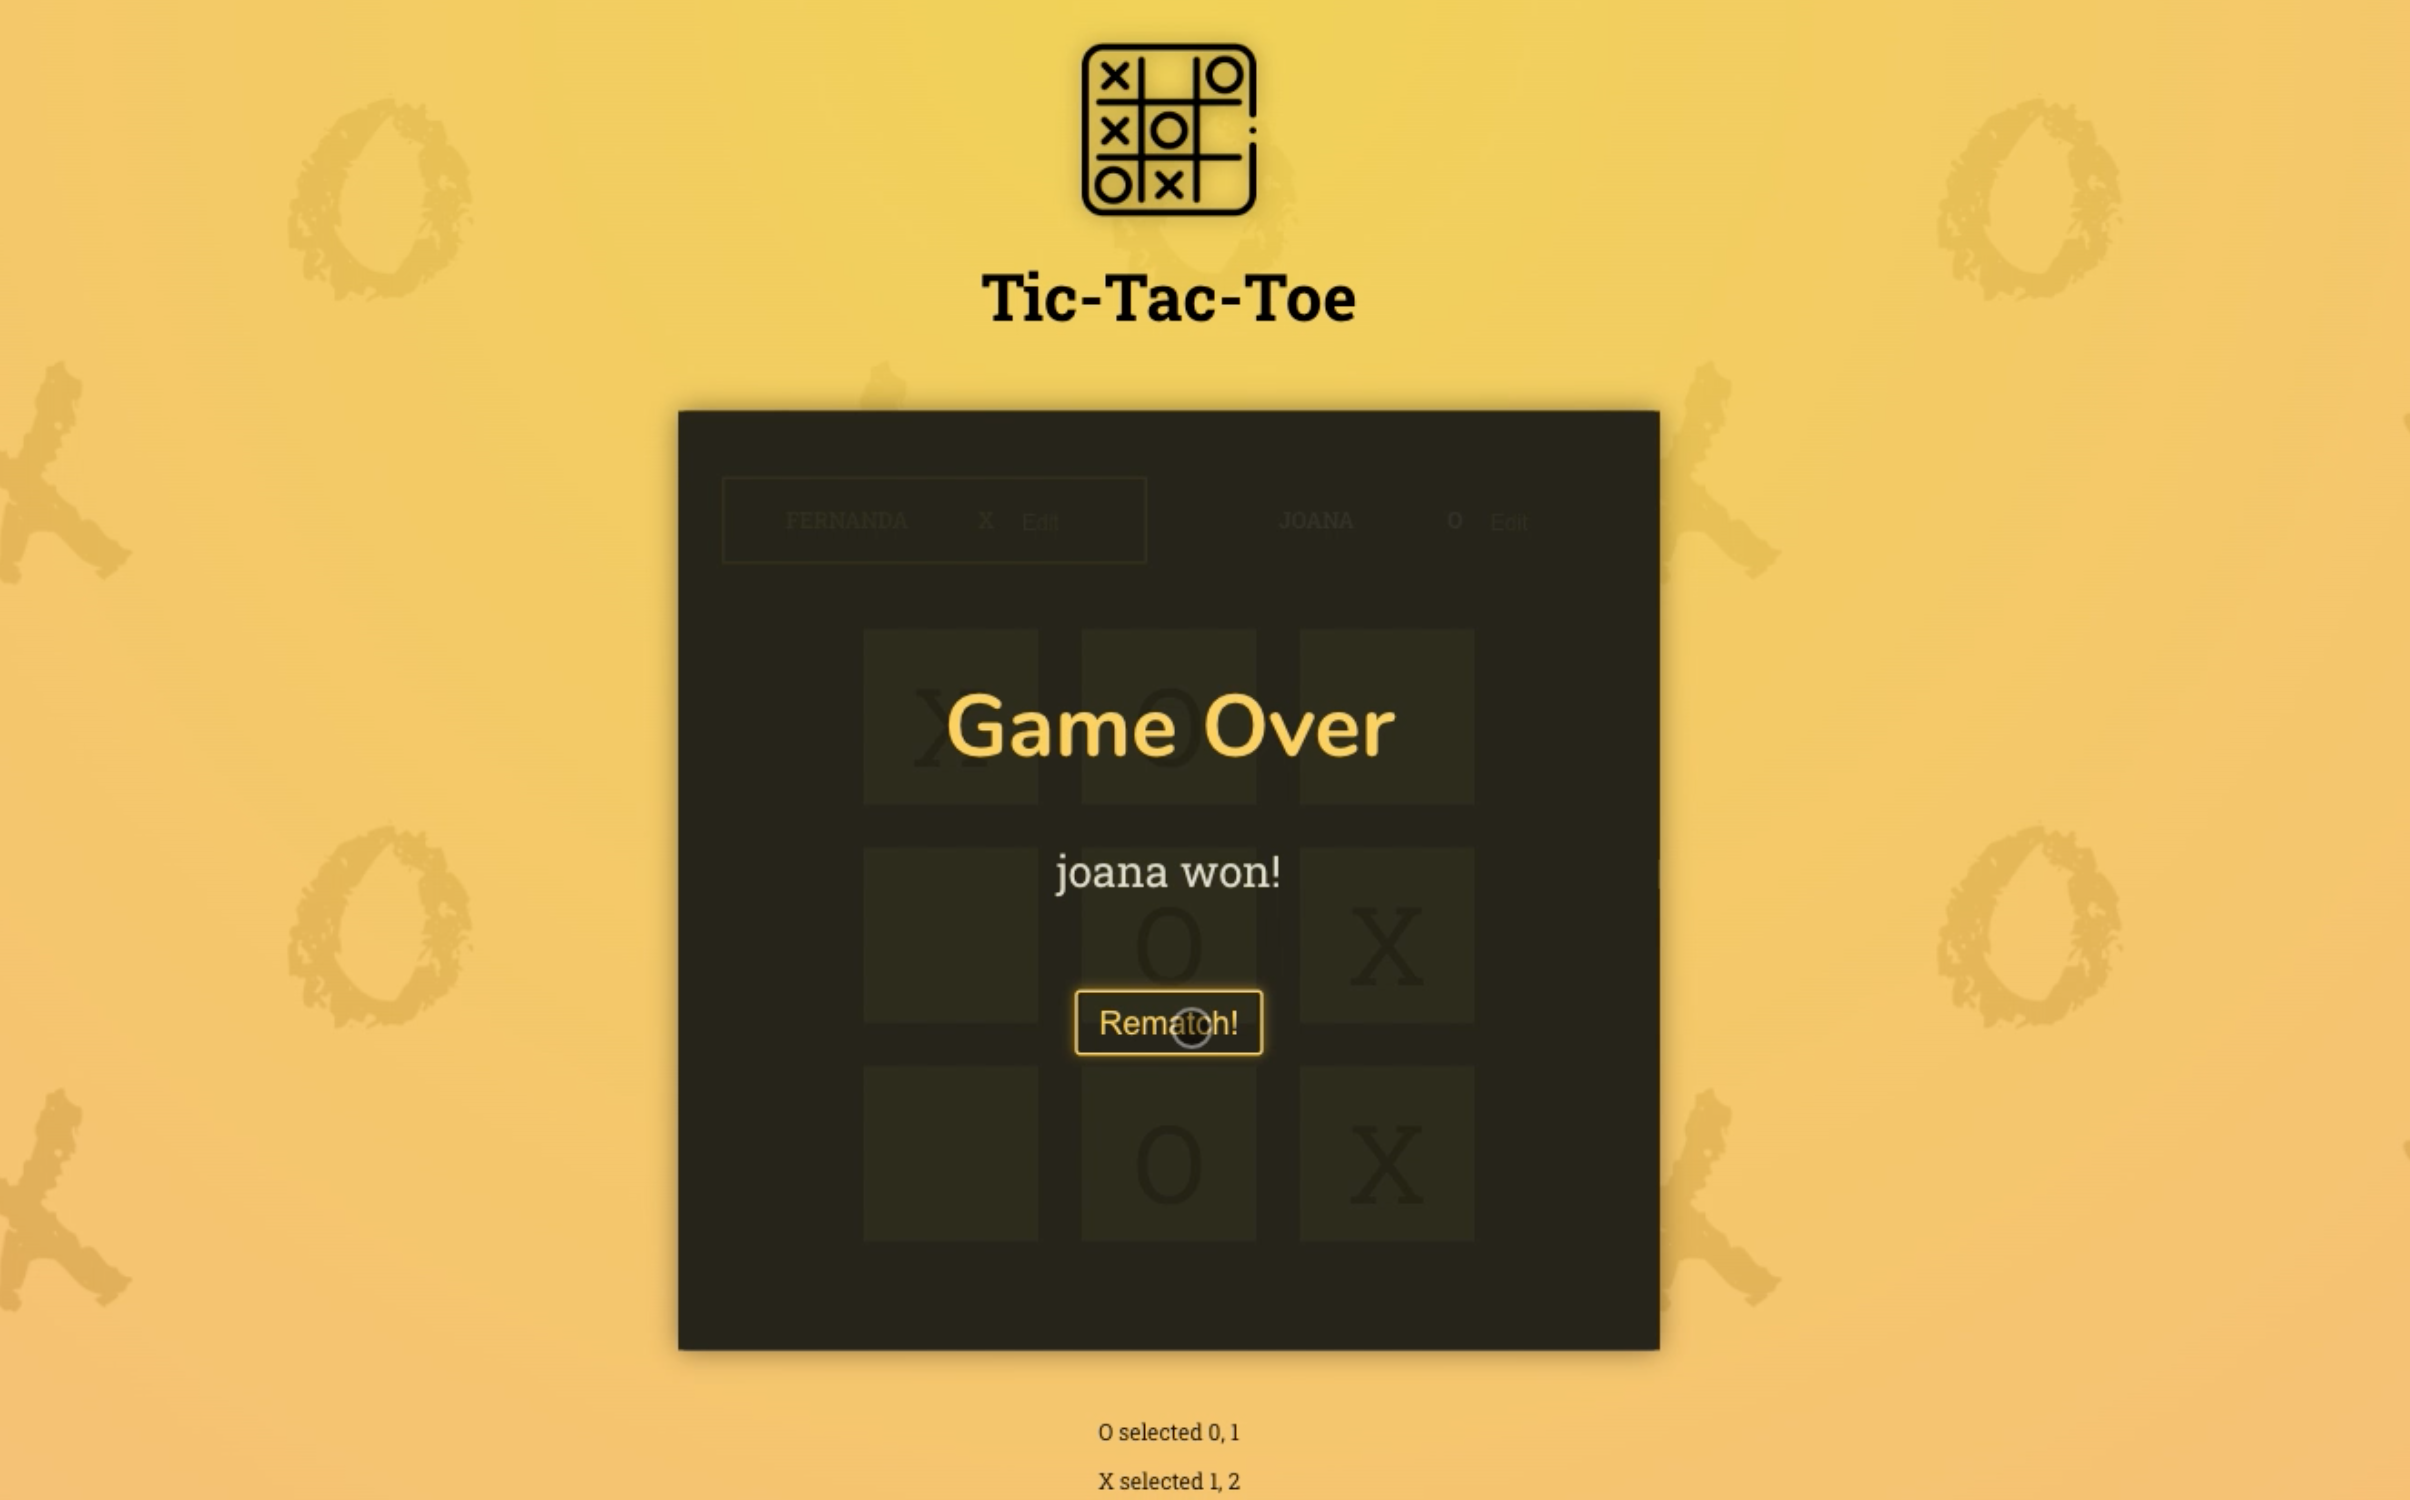 X O
X O
O X
Tic-Tac-Toe
FERNANDA X Edit JOANA O Edit
X O
Game Over
joana won!
O X
Rematch!
O X
O selected 0, 1
X selected 1, 2